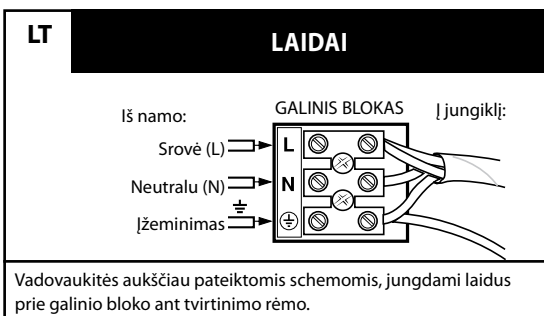 LT
LAIDAI
Iš namo:
GALINIS BLOKAS
Į jungiklį:
Srovė (L)
L
Neutralu (N)
N
Įžeminimas
Vadovaukitės aukščiau pateiktomis schemomis, jungdami laidus
prie galinio bloko ant tvirtinimo rėmo.